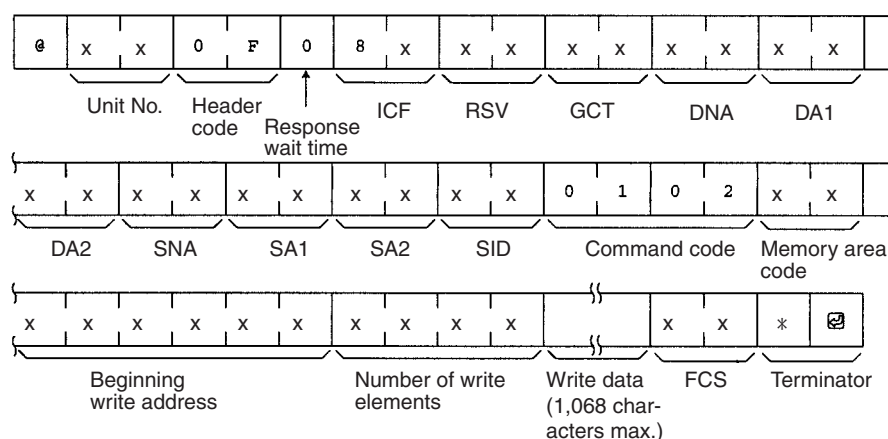 @ x x 0 F 0 8 x x x x x x x x x
Unit No. Header code Response wait time ICF RSV GCT DNA DA1
x x x x x x x x x x 0 1 0 2 x x
DA2 SNA SA1 SA2 SID Command code Memory area code
x x x x x x x x x x x x * ↵
Beginning write address Number of write elements Write data (1,068 char-
acters max.) FCS Terminator